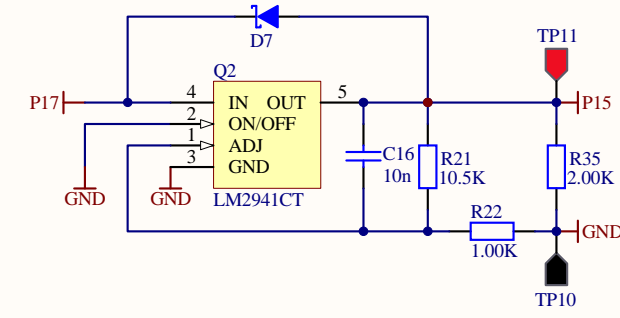 D7
TP11
Q2
P17
4
IN
OUT
5
P15
2
ON/OFF
1
ADJ
3
GND
C16
10n
R21
10.5K
R35
2.00K
GND
GND
LM2941CT
R22
1.00K
GND
TP10